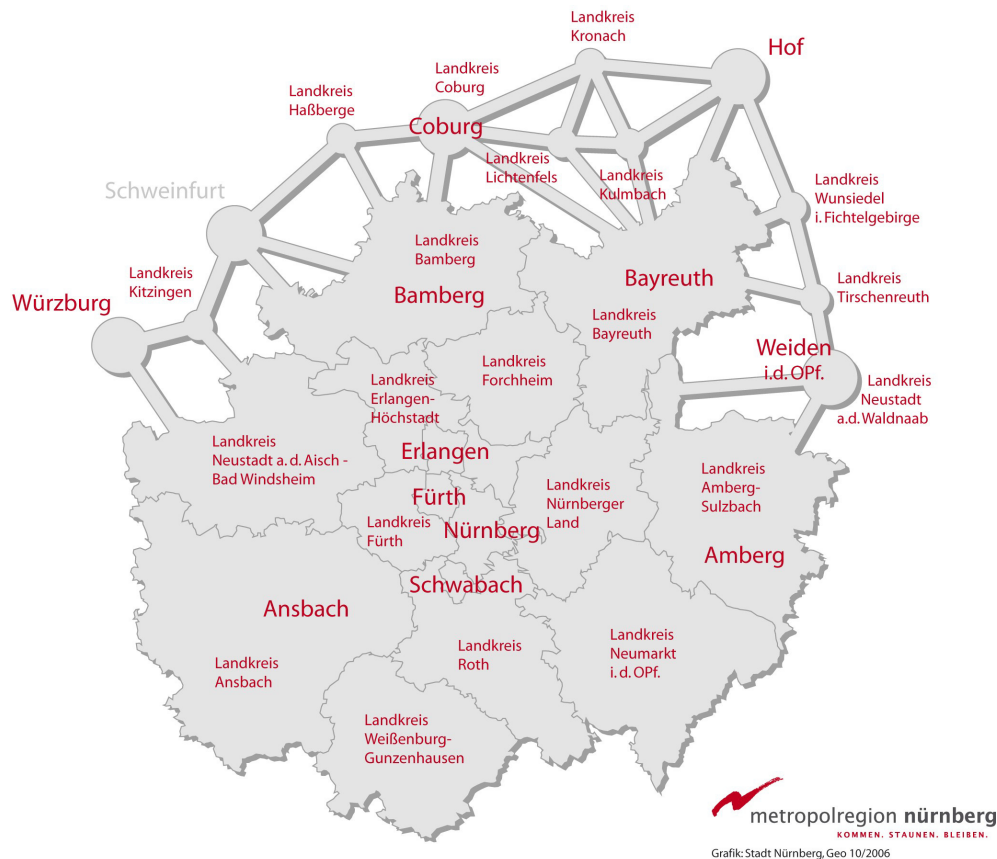 Landkreis
Kronach
Hof
Landkreis
Coburg
Landkreis
Haßberge
Coburg
Landkreis
Lichtenfels
Landkreis
Kulmbach
Schweinfurt
Landkreis
Wunsiedel
i. Fichtelgebirge
Landkreis
Bamberg
Bamberg
Bayreuth
Landkreis
Bayreuth
Landkreis
Kitzingen
Würzburg
Landkreis
Tirschenreuth
Weiden
i.d. OPf.
Landkreis
Neustadt
a.d. Waldnaab
Landkreis
Forchheim
Landkreis
Erlangen-
Höchstadt
Erlangen
Landkreis
Neustadt a. d. Aisch -
Bad Windsheim
Fürth
Landkreis
Fürth
Nürnberg
Landkreis
Nürnberger
Land
Landkreis
Amberg-
Sulzbach
Amberg
Schwabach
Ansbach
Landkreis
Ansbach
Landkreis
Roth
Landkreis
Neumarkt
i. d. OPf.
Landkreis
Weißenburg-
Gunzenhausen
metropolregion nürnberg
KOMMEN. STAUNEN. BLEIBEN.
Grafik: Stadt Nürnberg, Geo 10/2006